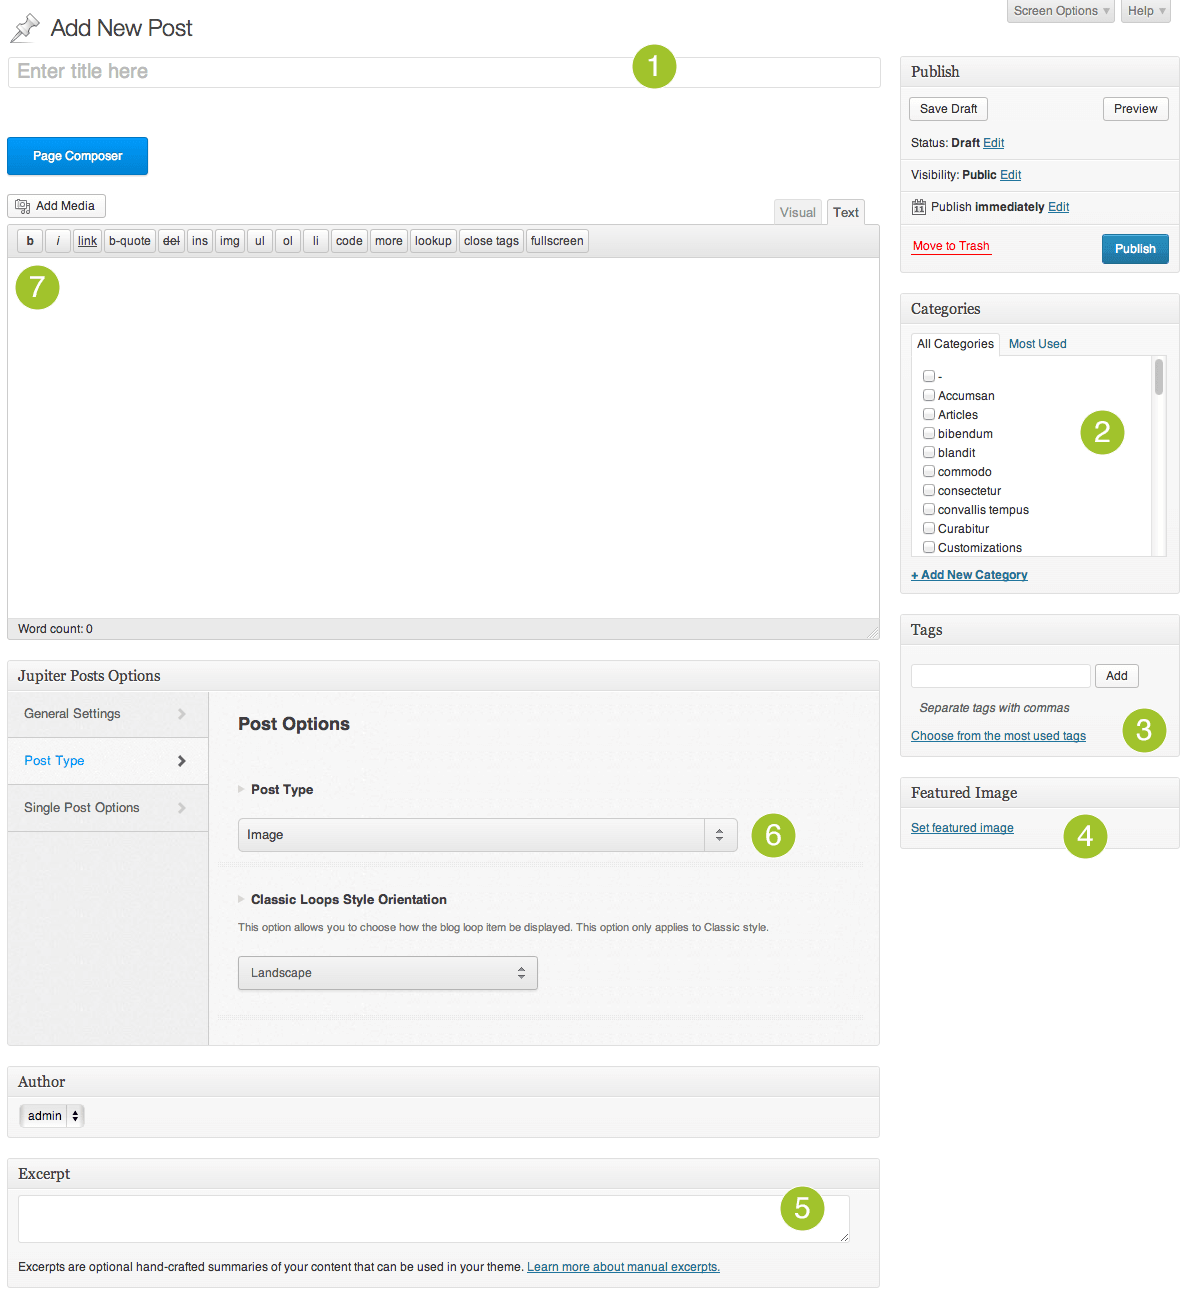 Screen Options
Help
Add New Post
Enter title here
1
Page Composer
Add Media
Visual
Text
b
i
link
b-quote
del
ins
img
ul
ol
li
code
more
lookup
close tags
fullscreen
7
Word count: 0
Jupiter Posts Options
General Settings
Post Type
Single Post Options
Post Options
Post Type
Image
6
Classic Loops Style Orientation
This option allows you to choose how the blog loop item be displayed. This option only applies to Classic style.
Landscape
Author
admin
Excerpt
5
Excerpts are optional hand-crafted summaries of your content that can be used in your theme. Learn more about manual excerpts.
Publish
Save Draft
Preview
Status: Draft Edit
Visibility: Public Edit
11 Publish immediately Edit
Move to Trash
Publish
Categories
All Categories
Most Used
-
Accumsan
Articles
bibendum
blandit
commodo
consectetur
convallis tempus
Curabitur
Customizations
2
+ Add New Category
Tags
Add
Separate tags with commas
Choose from the most used tags
3
Featured Image
Set featured image
4